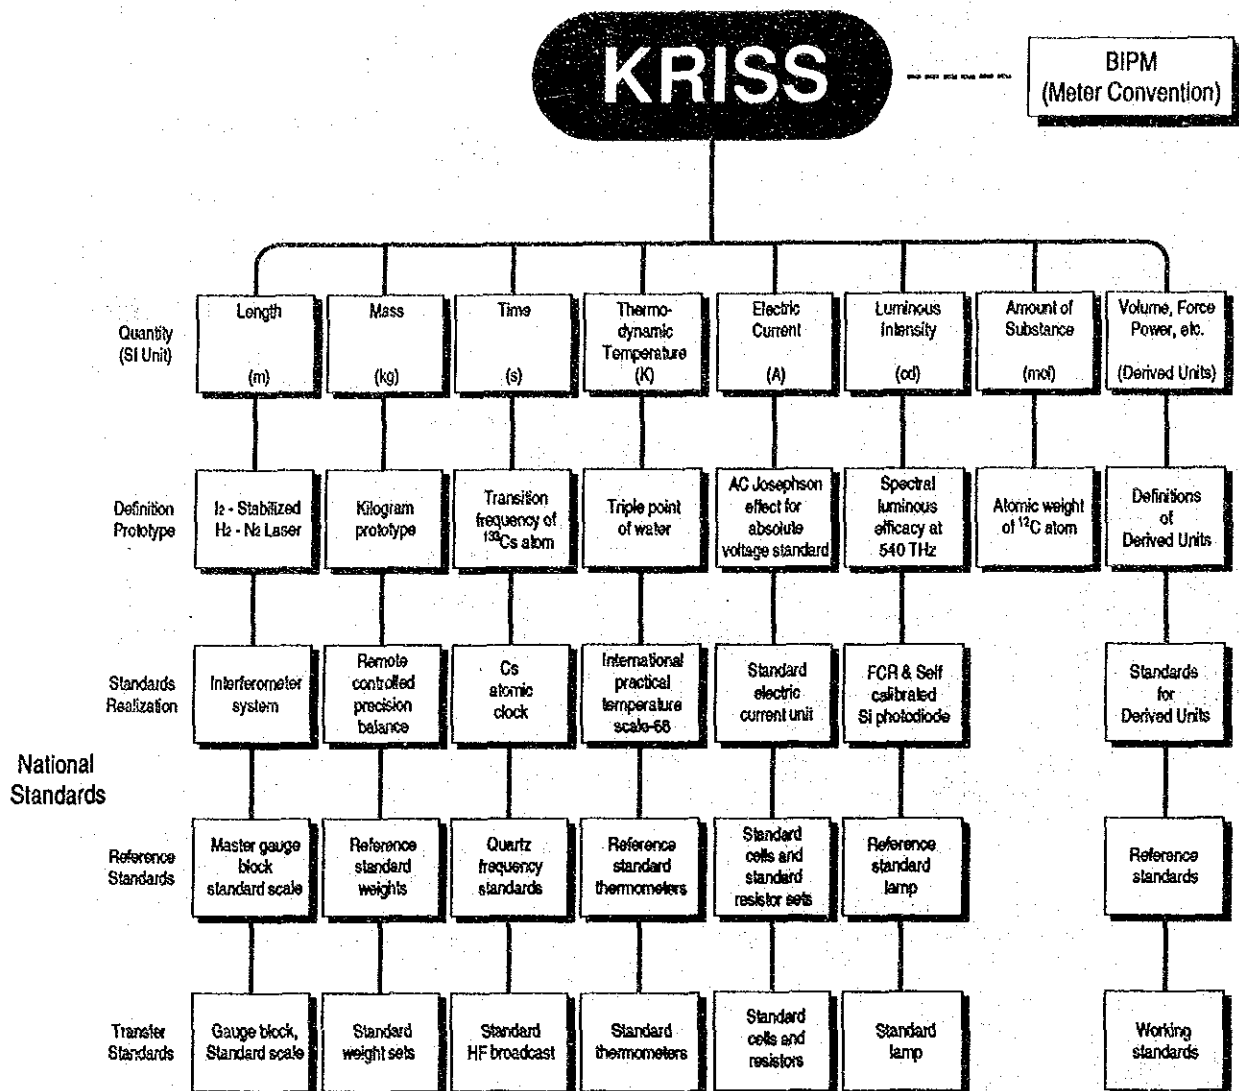 KRISS
BIPM
(Meter Convention)
Quantity
(SI Unit)
Length
(m)
Mass
(kg)
Time
(s)
Thermo-
dynamic
Temperature
(K)
Electric
Current
(A)
Luminous
Intensity
(cd)
Amount of
Substance
(mol)
Volume, Force
Power, etc.
(Derived Units)
Definition
Prototype
I₂ - Stabilized
H₂ - N₂ Laser
Kilogram
prototype
Transition
frequency of
¹³³Cs atom
Triple point
of water
AC Josephson
effect for
absolute
voltage standard
Spectral
luminous
efficacy at
540 THz
Atomic weight
of ¹²C atom
Definitions
of
Derived Units
Standards
Realization
Interferometer
system
Remote
controlled
precision
balance
Cs
atomic
clock
International
practical
temperature
scale-68
Standard
electric
current unit
FCR & Self
calibrated
Si photodiode
Standards
for
Derived Units
National
Standards
Reference
Standards
Master gauge
block
standard scale
Reference
standard
weights
Quartz
frequency
standards
Reference
standard
thermometers
Standard
cells and
standard
resistor sets
Reference
standard
lamp
Reference
standards
Transfer
Standards
Gauge block,
Standard scale
Standard
weight sets
Standard
HF broadcast
Standard
thermometers
Standard
cells and
resistors
Standard
lamp
Working
standards